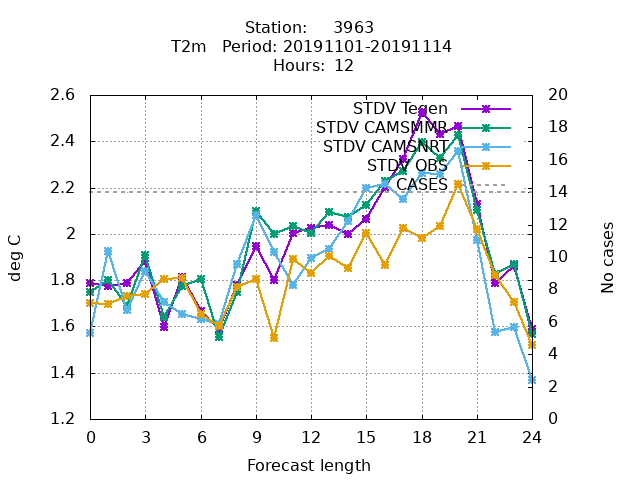 Station: 3963
T2m Period: 20191101-20191114
Hours: 12
STDV Tegen
STDV CAMSMMR
STDV CAMSNRT
STDV OBS
CASES
2.6
2.4
2.2
2
1.8
1.6
1.4
1.2
20
18
16
14
12
10
8
6
4
2
0
deg C
No cases
0 3 6 9 12 15 18 21 24
Forecast length